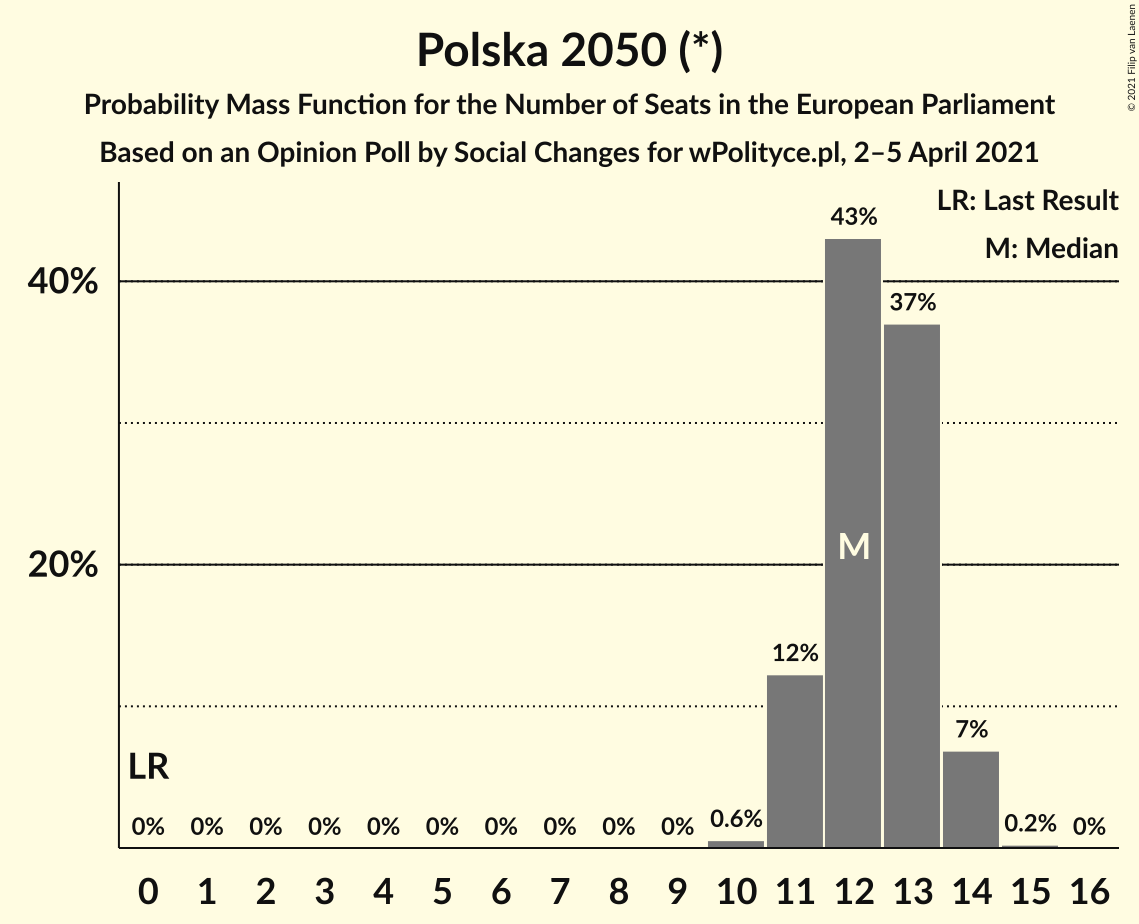 Polska 2050 (*)
Probability Mass Function for the Number of Seats in the European Parliament
Based on an Opinion Poll by Social Changes for wPolityce.pl, 2–5 April 2021
© 2021 Filip van Laenen
LR: Last Result
M: Median
43%
40%
37%
M
20%
12%
7%
LR
0% 0% 0% 0% 0% 0% 0% 0% 0% 0% 0.6% 0.2% 0%
0 1 2 3 4 5 6 7 8 9 10 11 12 13 14 15 16